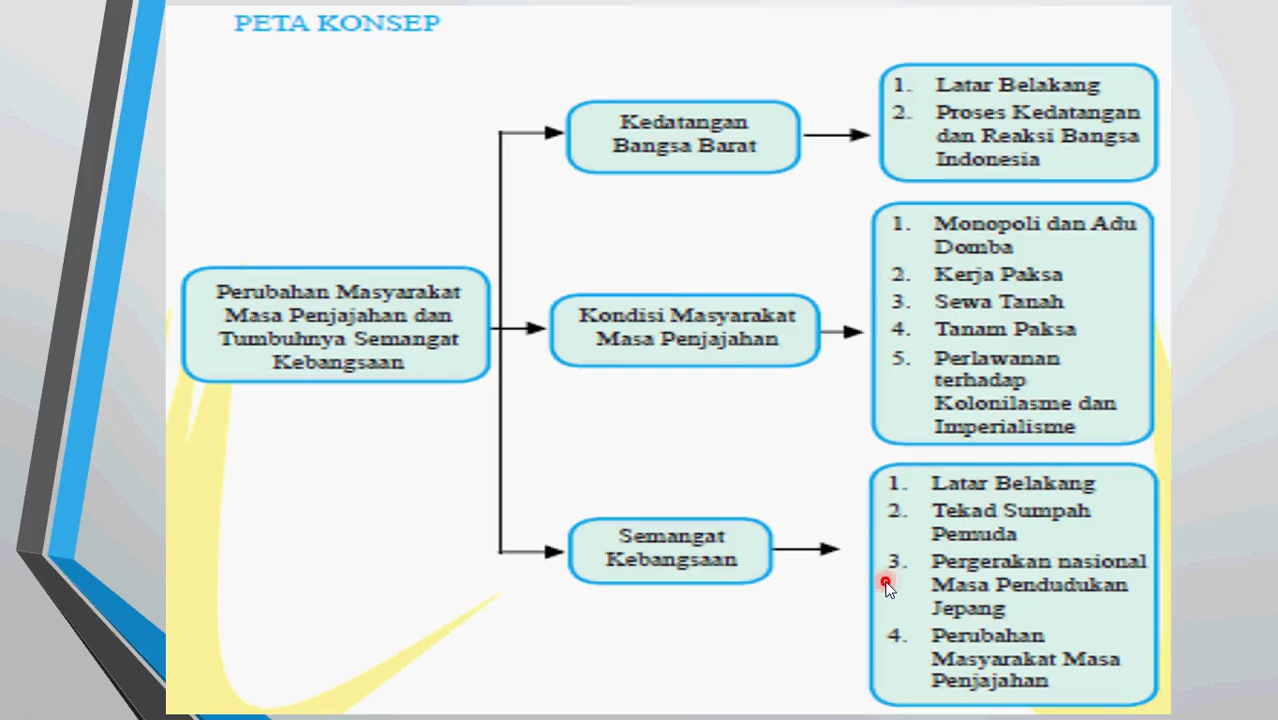 PETA KONSEP
Perubahan Masyarakat
Masa Penjajahan dan
Tumbuhnya Semangat
Kebangsaan
Kedatangan
Bangsa Barat
1. Latar Belakang
2. Proses Kedatangan
dan Reaksi Bangsa
Indonesia
Kondisi Masyarakat
Masa Penjajahan
1. Monopoli dan Adu
Domba
2. Kerja Paksa
3. Sewa Tanah
4. Tanam Paksa
5. Perlawanan
terhadap
Kolonilasme dan
Imperialisme
Semangat
Kebangsaan
1. Latar Belakang
2. Tekad Sumpah
Pemuda
3. Pergerakan nasional
Masa Pendudukan
Jepang
4. Perubahan
Masyarakat Masa
Penjajahan